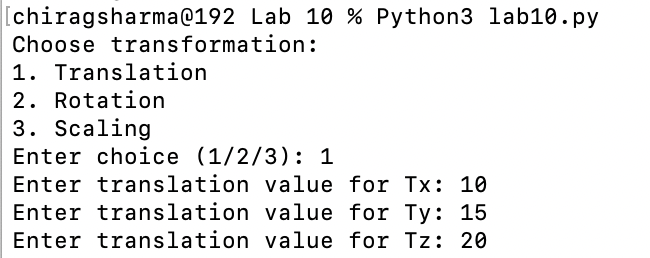 [chiragsharma@192 Lab 10 % Python3 lab10.py
Choose transformation:
1. Translation
2. Rotation
3. Scaling
Enter choice (1/2/3): 1
Enter translation value for Tx: 10
Enter translation value for Ty: 15
Enter translation value for Tz: 20